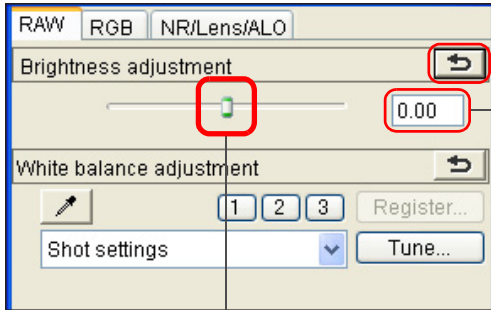 RAW RGB NR/Lens/ALO
Brightness adjustment
0.00
White balance adjustment
1 2 3 Register...
Shot settings Tune...